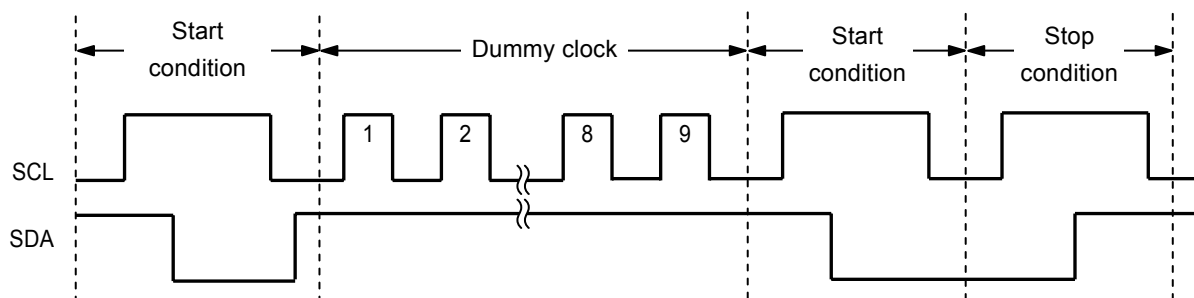 Start
condition
Dummy clock
Start
condition
Stop
condition
1
2
8
9
SCL
SDA